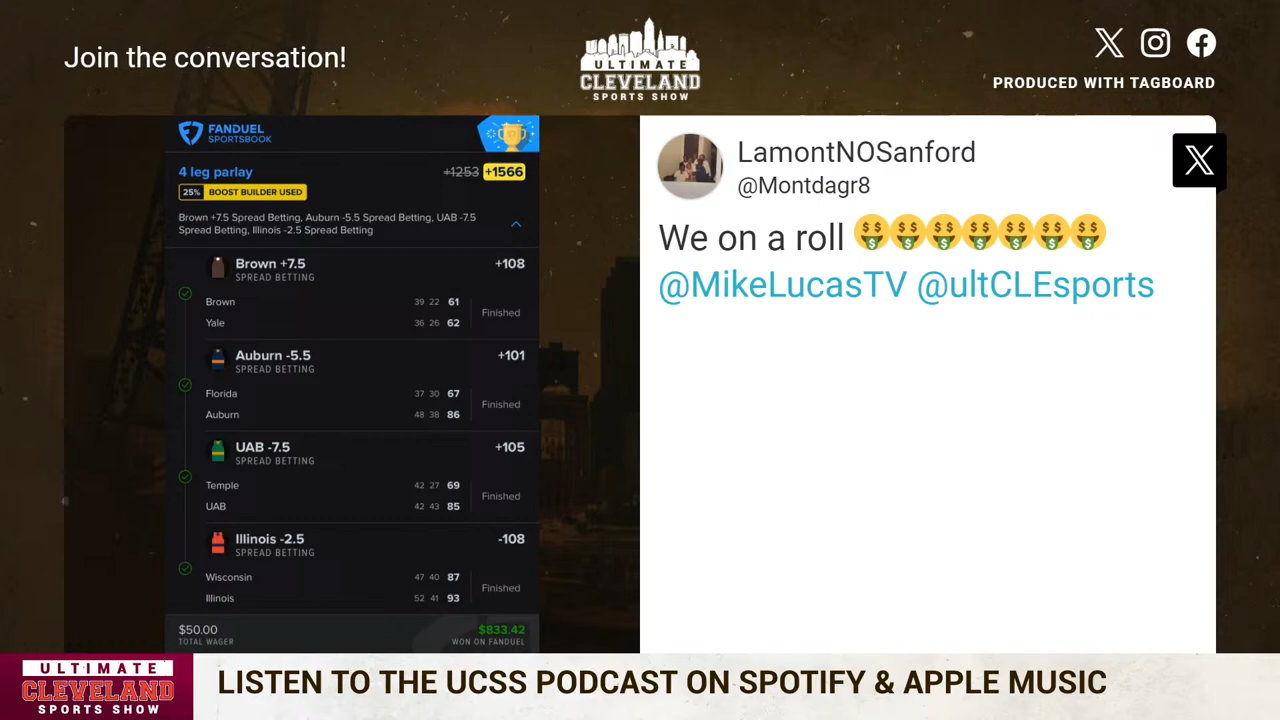 Join the conversation!
ULTIMATE
CLEVELAND
SPORTS SHOW
PRODUCED WITH TAGBOARD
FANDUEL
SPORTSBOOK
4 leg parlay
+1253 +1566
25% BOOST BUILDER USED
Brown +7.5 Spread Betting, Auburn -5.5 Spread Betting, UAB -7.5
Spread Betting, Illinois -2.5 Spread Betting
Brown +7.5 +108
SPREAD BETTING
Brown 39 22 61
Finished
Yale 36 26 62
Auburn -5.5 +101
SPREAD BETTING
Florida 37 30 67
Finished
Auburn 48 38 86
UAB -7.5 +105
SPREAD BETTING
Temple 42 27 69
Finished
UAB 42 43 85
Illinois -2.5 -108
SPREAD BETTING
Wisconsin 47 40 87
Finished
Illinois 52 41 93
$50.00 $833.42
TOTAL WAGER WON ON FANDUEL
LamontNOSanford
@Montdagr8
We on a roll 🤑🤑🤑🤑🤑🤑🤑
@MikeLucasTV @ultCLEsports
ULTIMATE
CLEVELAND
SPORTS SHOW
LISTEN TO THE UCSS PODCAST ON SPOTIFY & APPLE MUSIC